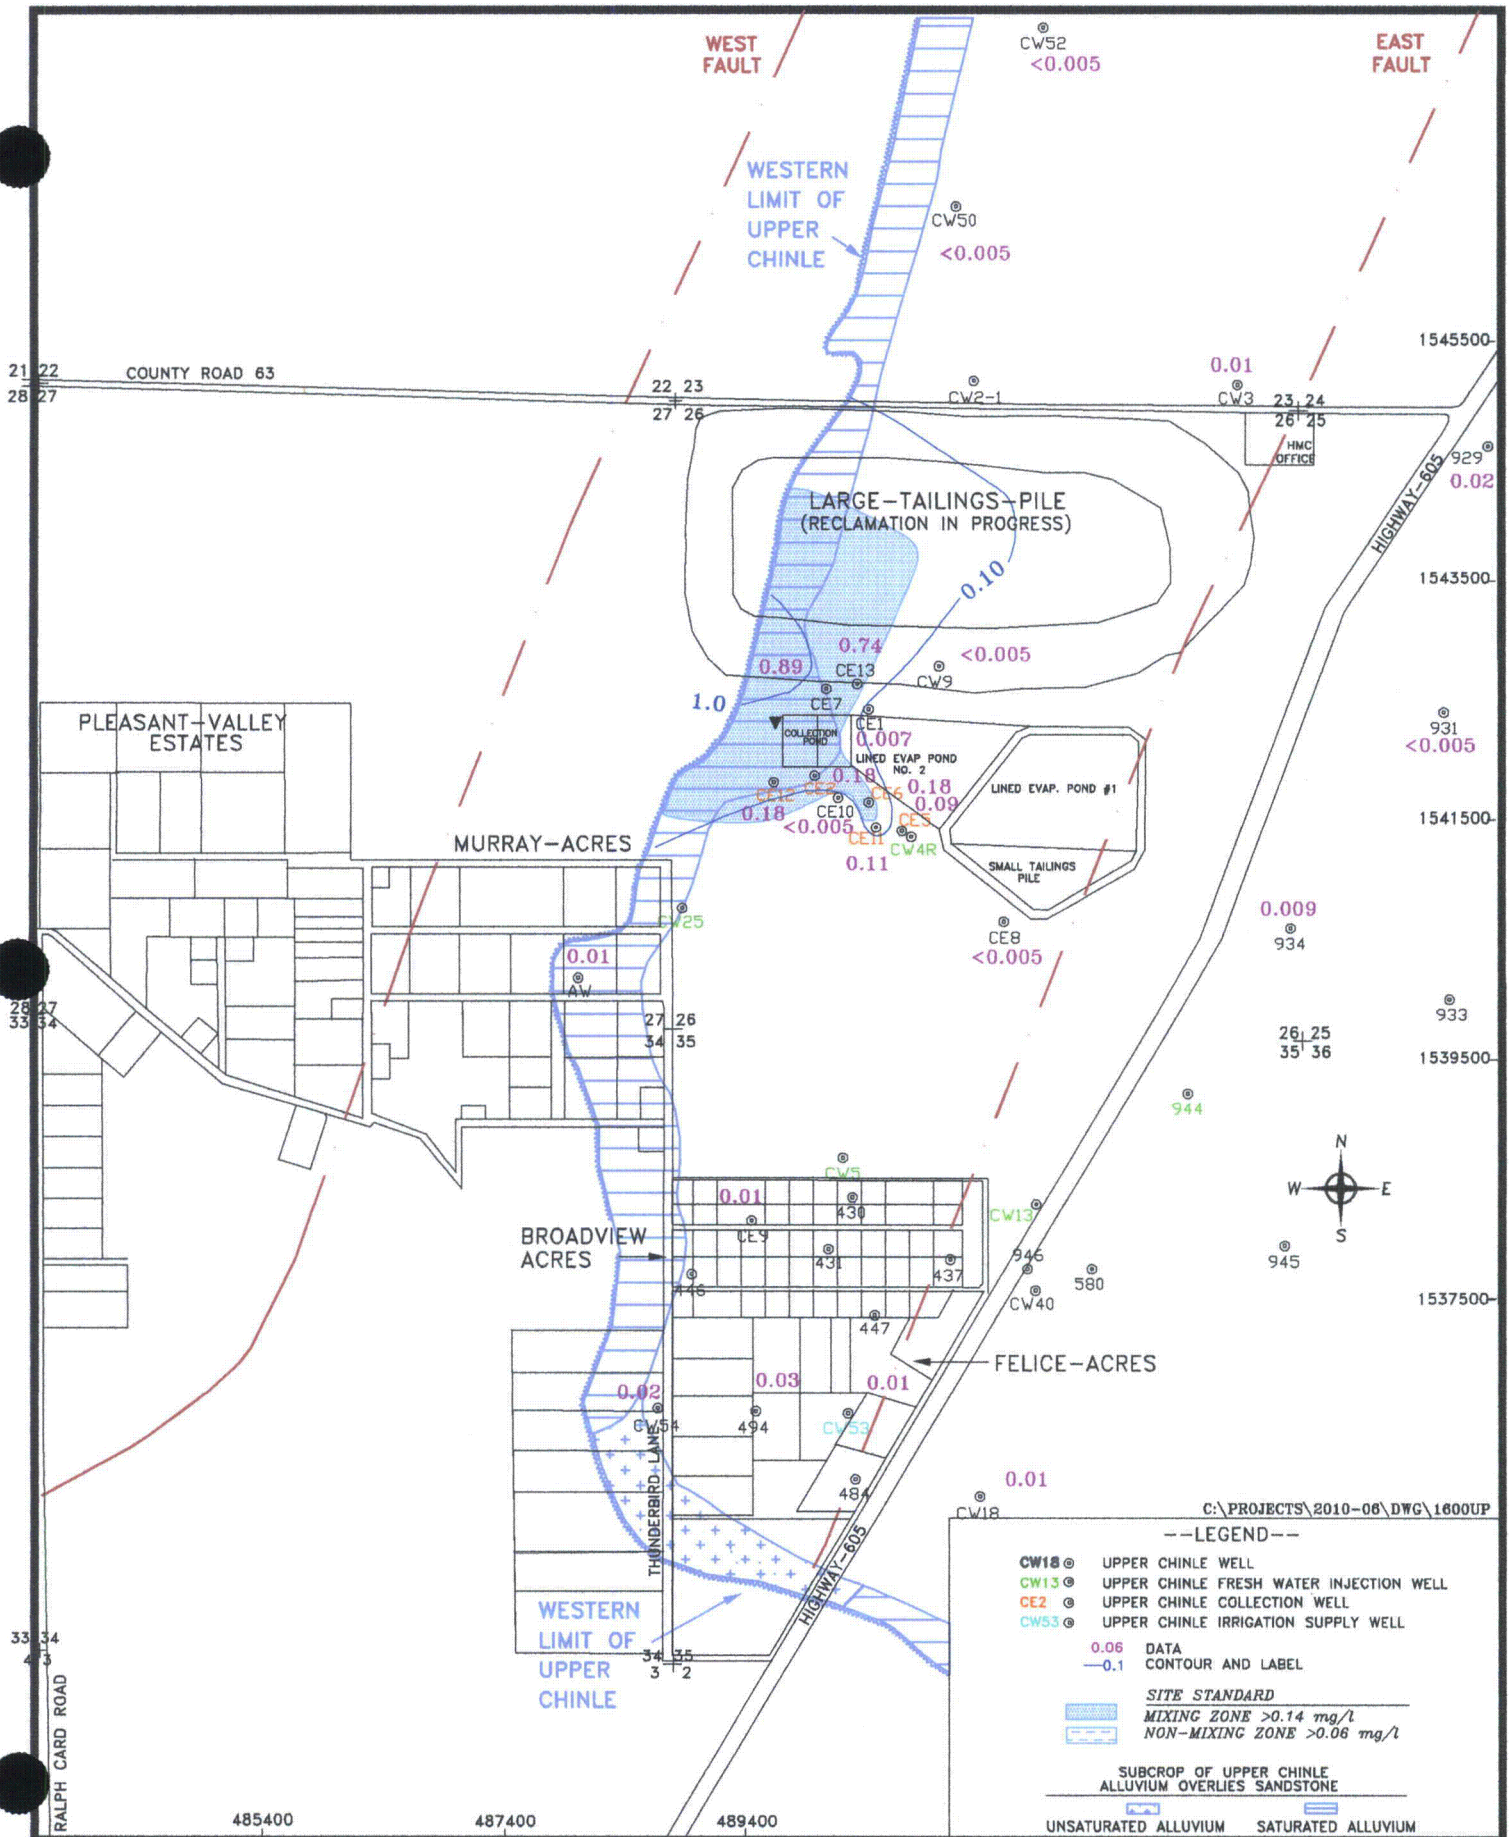 WEST
FAULT
CW52
<0.005
EAST
FAULT
WESTERN
LIMIT OF
UPPER
CHINLE
CW50
<0.005
1545500
21 22
28 27
COUNTY ROAD 63
22 23
27 26
CW2-1
0.01
CW3
23 24
26 25
HMC
OFFICE
929
0.02
HIGHWAY-605
LARGE-TAILINGS-PILE
(RECLAMATION IN PROGRESS)
1543500
0.10
0.74
0.89
CE13
<0.005
CW9
1.0
CE7
CE1
0.007
COLLECTION
POND
LINED EVAP POND
NO. 2
931
<0.005
PLEASANT-VALLEY
ESTATES
LINED EVAP. POND #1
CE12
CE2
0.18
CE6
0.18
0.09
0.18
CE10
<0.005
CE11
CE5
CW4R
0.11
1541500
MURRAY-ACRES
SMALL TAILINGS
PILE
CW25
CE8
<0.005
0.009
934
0.01
AW
933
28 27
33 34
27 26
34 35
26 25
35 36
1539500
944
N
W E
S
CW5
0.01
430
CE9
CW13
BROADVIEW
ACRES
431
437
946
580
945
446
CW40
1537500
447
FELICE-ACRES
0.02
CW54
0.03
494
0.01
CW53
484
THUNDERBIRD LANE
0.01
CW18
HIGHWAY-605
WESTERN
LIMIT OF
UPPER
CHINLE
33 34
4 3
34 35
3 2
RALPH CARD ROAD
485400
487400
489400
C:\PROJECTS\2010-06\DWG\1600UP
--LEGEND--
CW18 UPPER CHINLE WELL
CW13 UPPER CHINLE FRESH WATER INJECTION WELL
CE2 UPPER CHINLE COLLECTION WELL
CW53 UPPER CHINLE IRRIGATION SUPPLY WELL
0.06 DATA
0.1 CONTOUR AND LABEL
SITE STANDARD
MIXING ZONE >0.14 mg/l
NON-MIXING ZONE >0.06 mg/l
SUBCROP OF UPPER CHINLE
ALLUVIUM OVERLIES SANDSTONE
UNSATURATED ALLUVIUM SATURATED ALLUVIUM